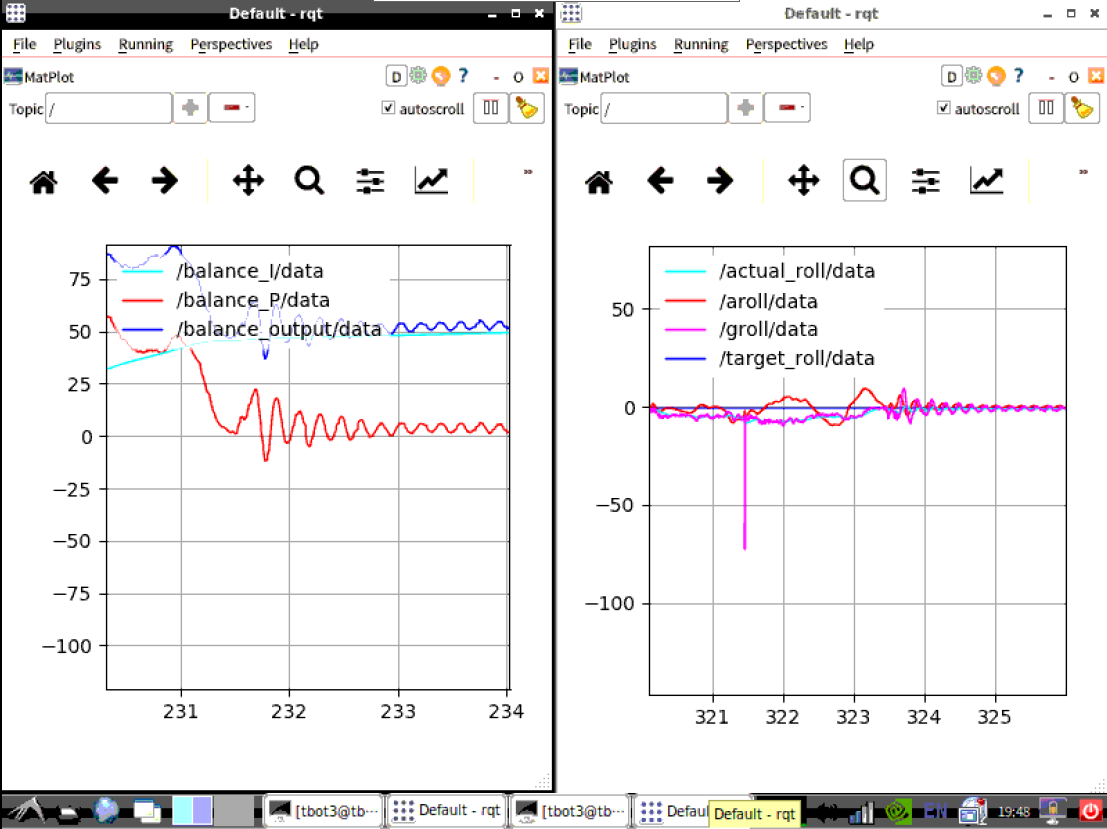 Default - rqt
File Plugins Running Perspectives Help
MatPlot
D ? - O
Topic / - autoscroll
»
/balance_I/data
/balance_P/data
/balance_output/data
75
50
25
0
−25
−50
−75
−100
231 232 233 234
Default - rqt
File Plugins Running Perspectives Help
MatPlot
D ? - O
Topic / - autoscroll
»
/actual_roll/data
/aroll/data
/groll/data
/target_roll/data
50
0
−50
−100
321 322 323 324 325
[tbot3@tb··· Default - rqt [tbot3@tb··· Defau Default - rqt EN 19:48